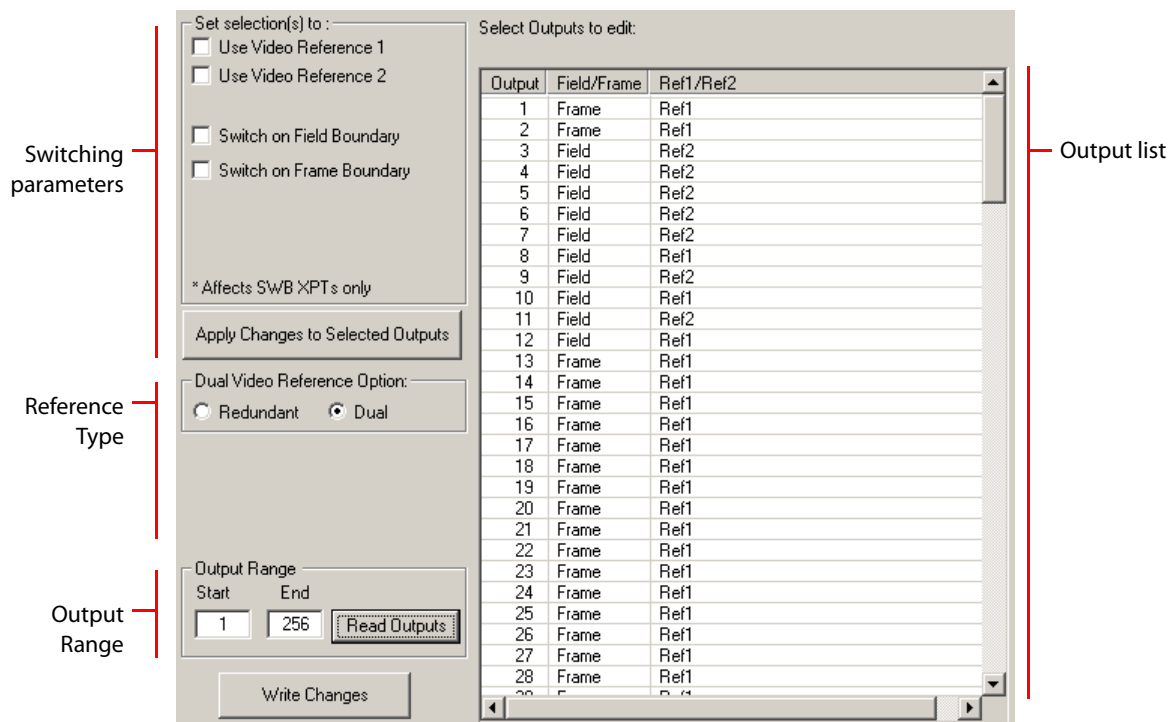 Switching
parameters
Reference
Type
Output
Range
Set selection(s) to :
Use Video Reference 1
Use Video Reference 2
Switch on Field Boundary
Switch on Frame Boundary
* Affects SWB XPTs only
Apply Changes to Selected Outputs
Dual Video Reference Option:
Redundant Dual
Output Range
Start End
1 256 Read Outputs
Write Changes
Select Outputs to edit:
Output Field/Frame Ref1/Ref2
1 Frame Ref1
2 Frame Ref1
3 Field Ref2
4 Field Ref2
5 Field Ref2
6 Field Ref2
7 Field Ref2
8 Field Ref1
9 Field Ref2
10 Field Ref1
11 Field Ref2
12 Field Ref1
13 Frame Ref1
14 Frame Ref1
15 Frame Ref1
16 Frame Ref1
17 Frame Ref1
18 Frame Ref1
19 Frame Ref1
20 Frame Ref1
21 Frame Ref1
22 Frame Ref1
23 Frame Ref1
24 Frame Ref1
25 Frame Ref1
26 Frame Ref1
27 Frame Ref1
28 Frame Ref1
Output list